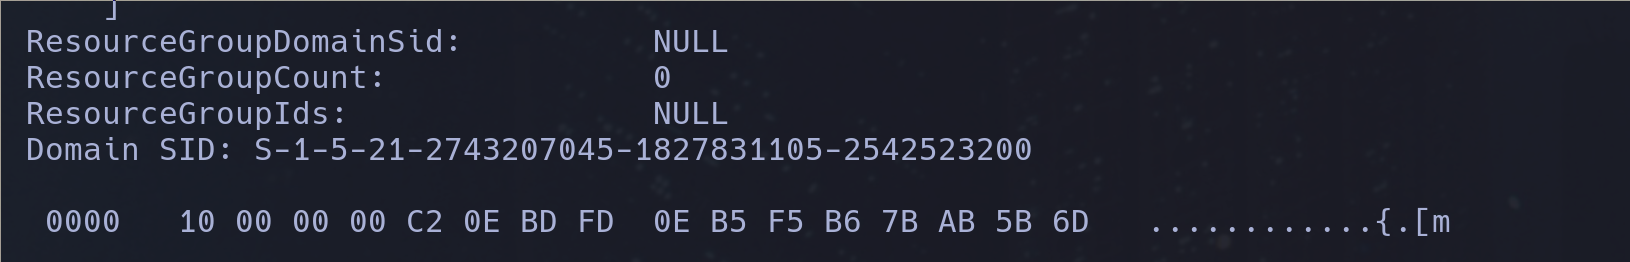 ]
ResourceGroupDomainSid: NULL
ResourceGroupCount: 0
ResourceGroupIds: NULL
Domain SID: S-1-5-21-2743207045-1827831105-2542523200
0000 10 00 00 00 C2 0E BD FD 0E B5 F5 B6 7B AB 5B 6D ............{.[m